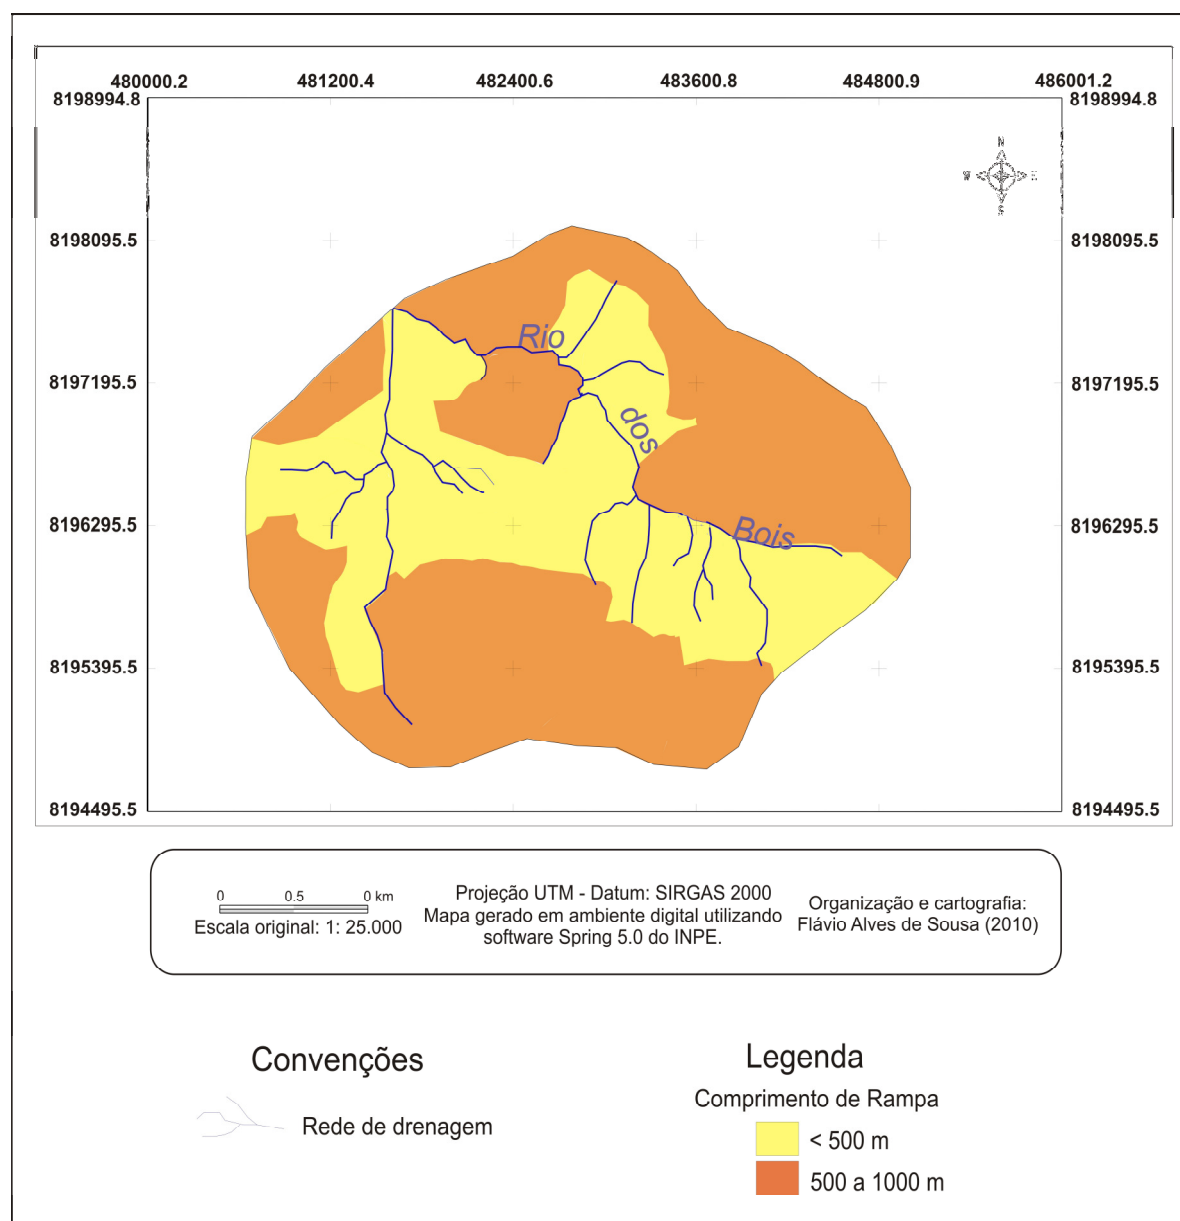 480000.2 481200.4 482400.6 483600.8 484800.9 486001.2
8198994.8 8198994.8
N
E
S
8198095.5 8198095.5
Rio
8197195.5 8197195.5
dos
8196295.5 8196295.5
Bois
8195395.5 8195395.5
8194495.5 8194495.5
0 0.5 0 km
Escala original: 1: 25.000
Projeção UTM - Datum: SIRGAS 2000
Mapa gerado em ambiente digital utilizando
software Spring 5.0 do INPE.
Organização e cartografia:
Flávio Alves de Sousa (2010)
Convenções
Rede de drenagem
Legenda
Comprimento de Rampa
< 500 m
500 a 1000 m